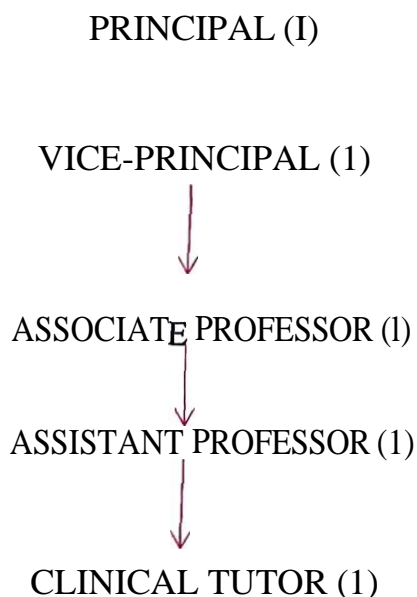 PRINCIPAL (I)
VICE-PRINCIPAL (1)
ASSOCIATE PROFESSOR (l)
ASSISTANT PROFESSOR (1)
CLINICAL TUTOR (1)